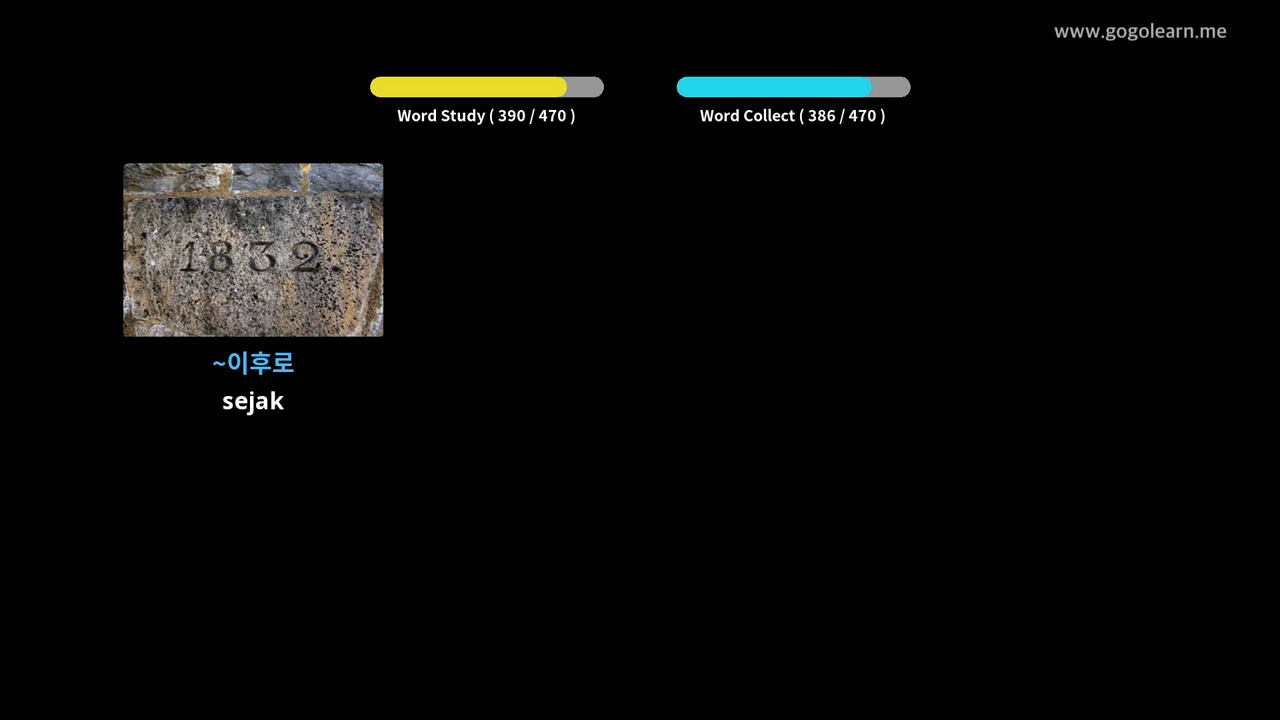 www.gogolearn.me
Word Study ( 390 / 470 )
Word Collect ( 386 / 470 )
1832.
~이후로
sejak